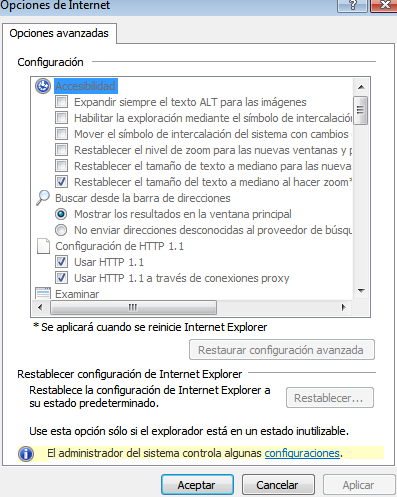 Opciones de Internet
Opciones avanzadas
Configuración
Accesibilidad
Expandir siempre el texto ALT para las imágenes
Habilitar la exploración mediante el símbolo de intercalación
Mover el símbolo de intercalación del sistema con cambios
Restablecer el nivel de zoom para las nuevas ventanas y p
Restablecer el tamaño de texto a mediano para las nueva
Restablecer el tamaño del texto a mediano al hacer zoom*
Buscar desde la barra de direcciones
Mostrar los resultados en la ventana principal
No enviar direcciones desconocidas al proveedor de búsqu
Configuración de HTTP 1.1
Usar HTTP 1.1
Usar HTTP 1.1 a través de conexiones proxy
Examinar
* Se aplicará cuando se reinicie Internet Explorer
Restaurar configuración avanzada
Restablecer configuración de Internet Explorer
Restablece la configuración de Internet Explorer a
su estado predeterminado.
Restablecer...
Use esta opción sólo si el explorador está en un estado inutilizable.
El administrador del sistema controla algunas configuraciones.
Aceptar
Cancelar
Aplicar